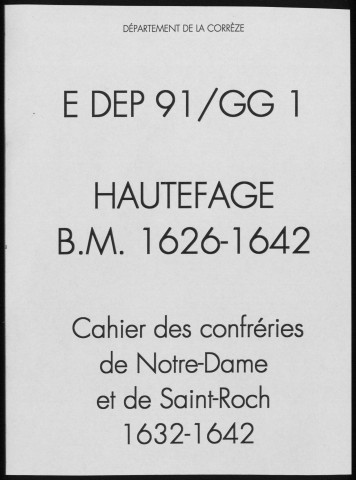 DÉPARTEMENT DE LA CORRÈZE
E DEP 91/GG 1
HAUTEFAGE
B.M. 1626-1642
Cahier des confréries
de Notre-Dame
et de Saint-Roch
1632-1642